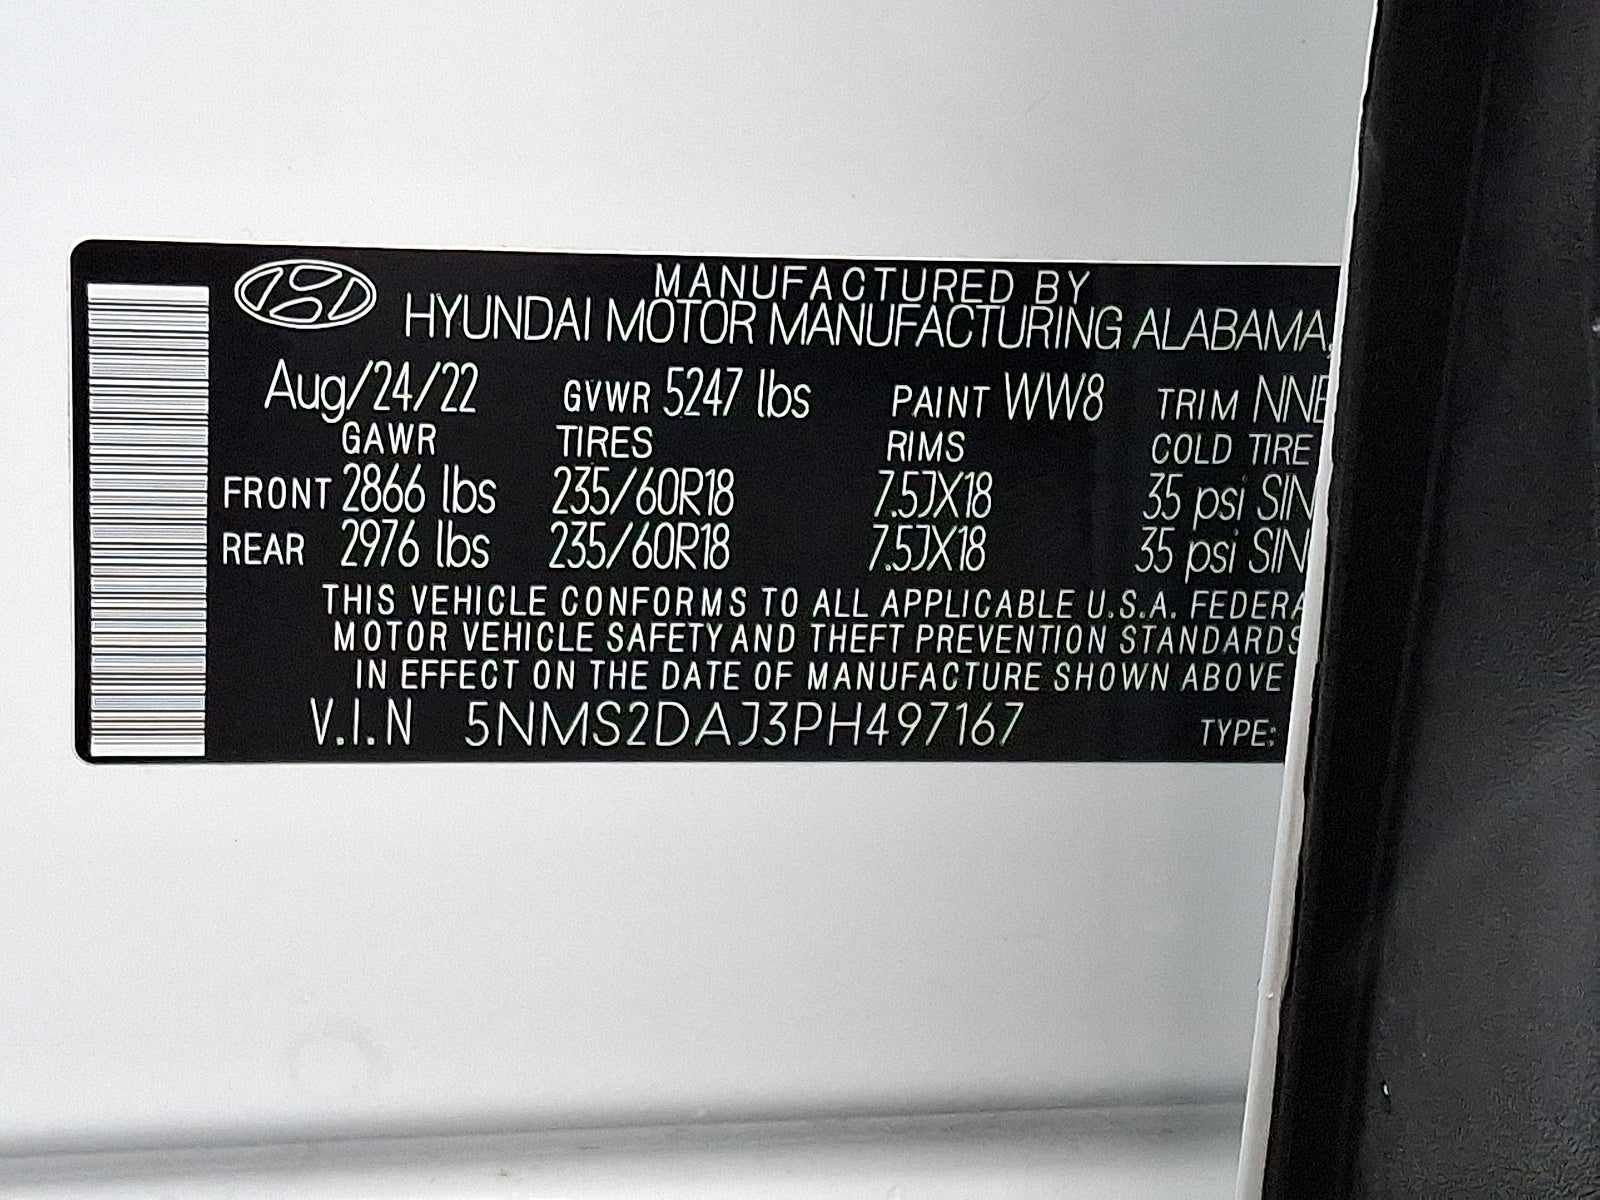 MANUFACTURED BY
HYUNDAI MOTOR MANUFACTURING ALABAMA,
Aug/24/22 GVWR 5247 lbs PAINT WW8 TRIM
GAWR TIRES RIMS COLD TIRE
FRONT 2866 lbs 235/60R18 7.5JX18 35 psi
REAR 2976 lbs 235/60R18 7.5JX18 35 psi
THIS VEHICLE CONFORMS TO ALL APPLICABLE U.S.A.
MOTOR VEHICLE SAFETY AND THEFT PREVENTION STANDARDS
IN EFFECT ON THE DATE OF MANUFACTURE SHOWN ABOVE
V.I.N 5NMS2DAJ3PH497167 TYPE: